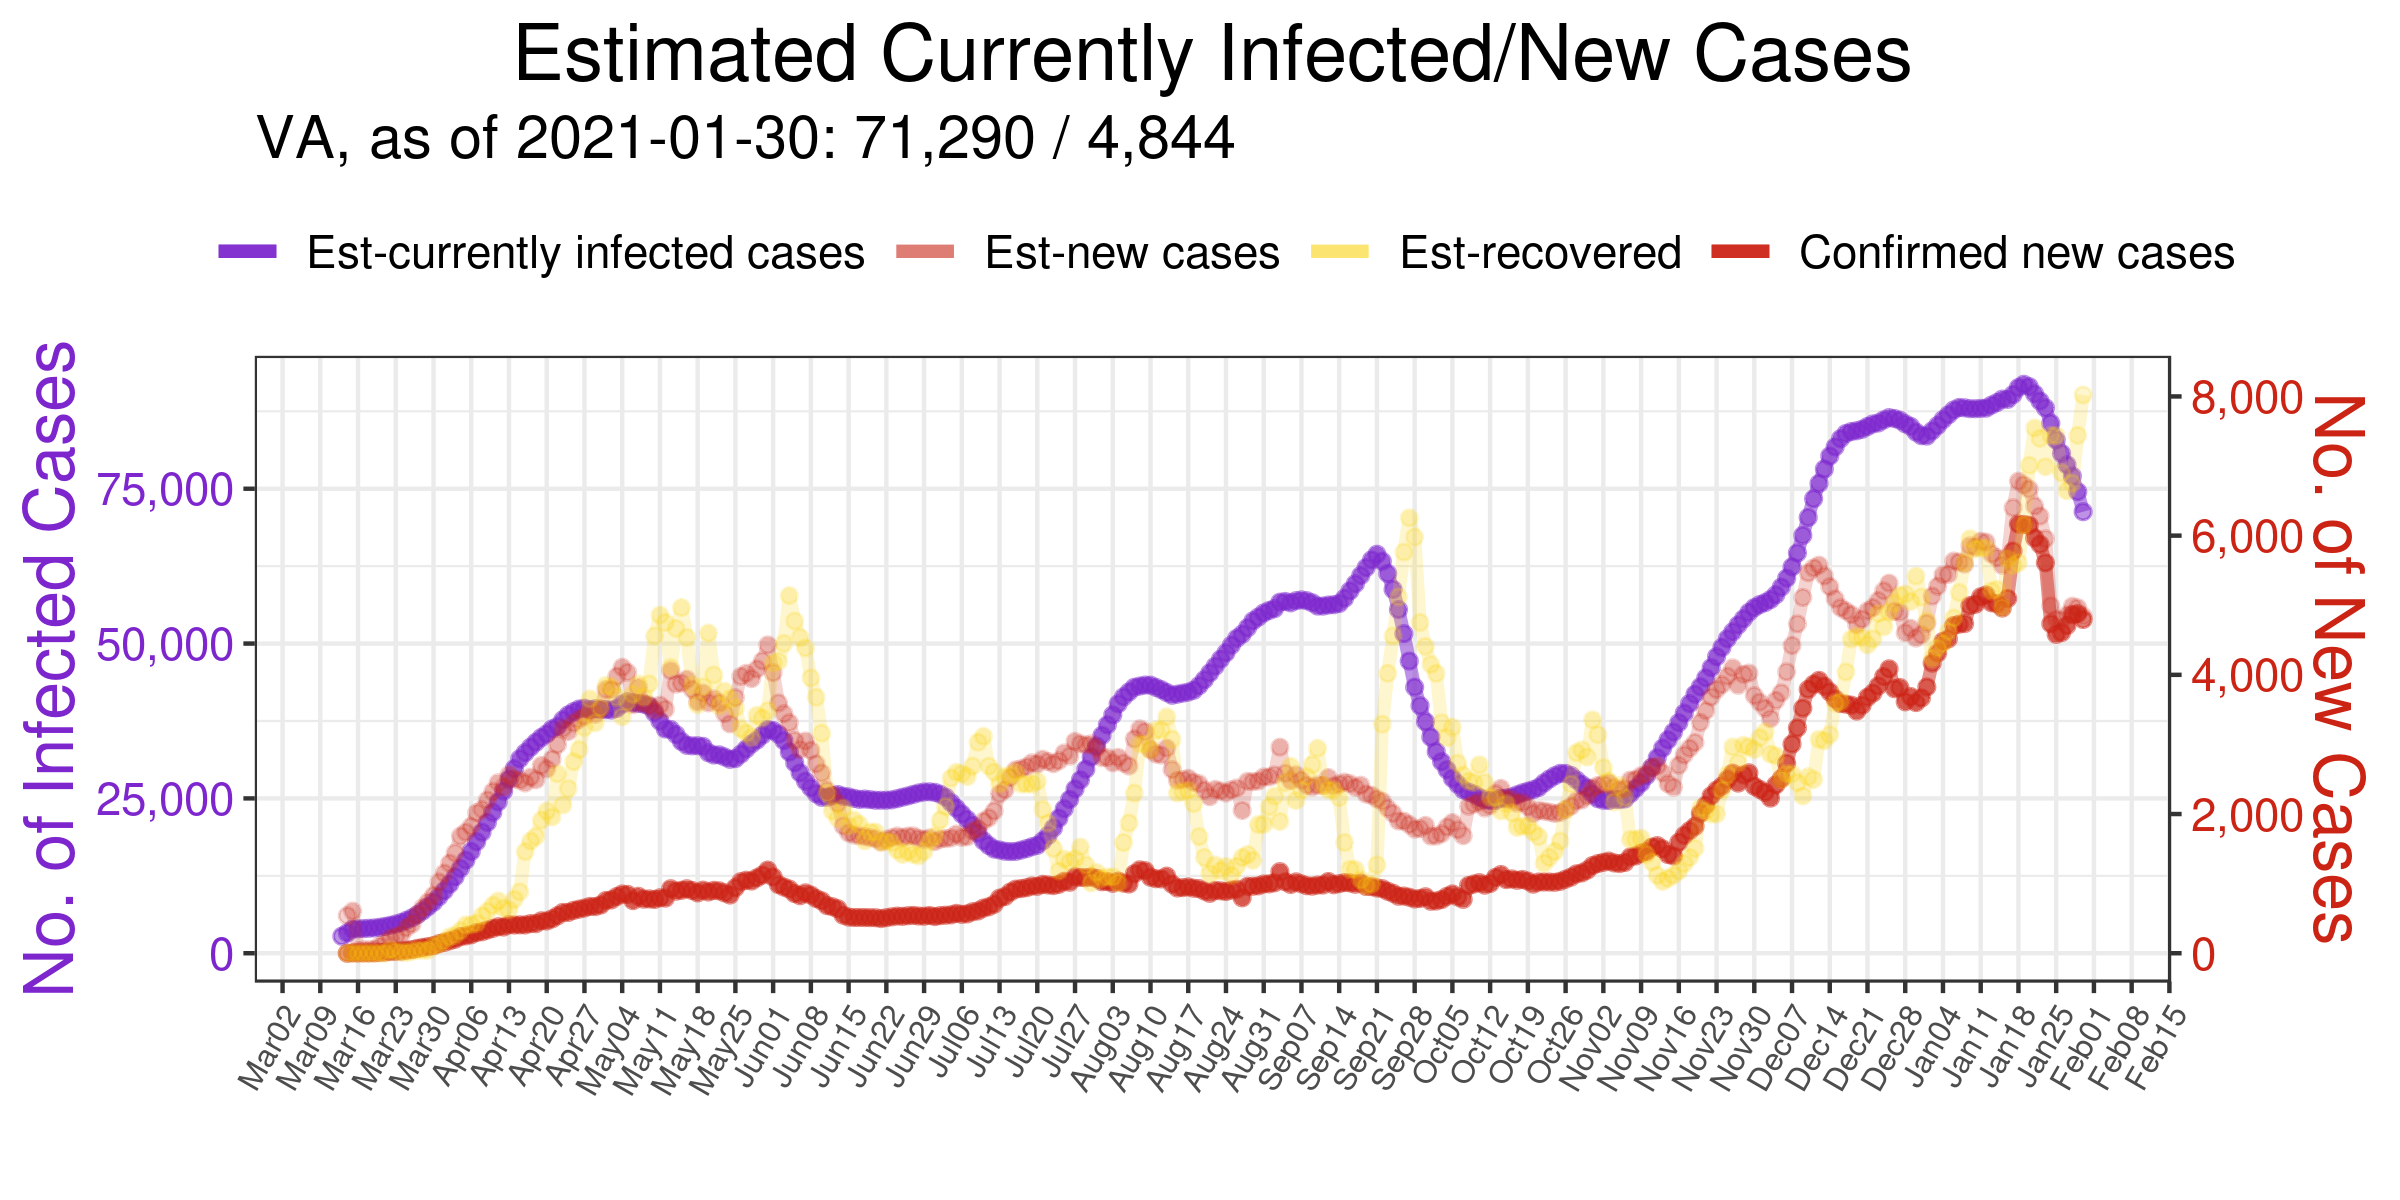 Estimated Currently Infected/New Cases
VA, as of 2021-01-30: 71,290 / 4,844
Est-currently infected cases
Est-new cases
Est-recovered
Confirmed new cases
No. of Infected Cases
75,000
50,000
25,000
0
8,000
6,000
4,000
2,000
0
No. of New Cases
Mar02
Mar09
Mar16
Mar23
Mar30
Apr06
Apr13
Apr20
Apr27
May04
May11
May18
May25
Jun01
Jun08
Jun15
Jun22
Jun29
Jul06
Jul13
Jul20
Jul27
Aug03
Aug10
Aug17
Aug24
Aug31
Sep07
Sep14
Sep21
Sep28
Oct05
Oct12
Oct19
Oct26
Nov02
Nov09
Nov16
Nov23
Nov30
Dec07
Dec14
Dec21
Dec28
Jan04
Jan11
Jan18
Jan25
Feb01
Feb08
Feb15